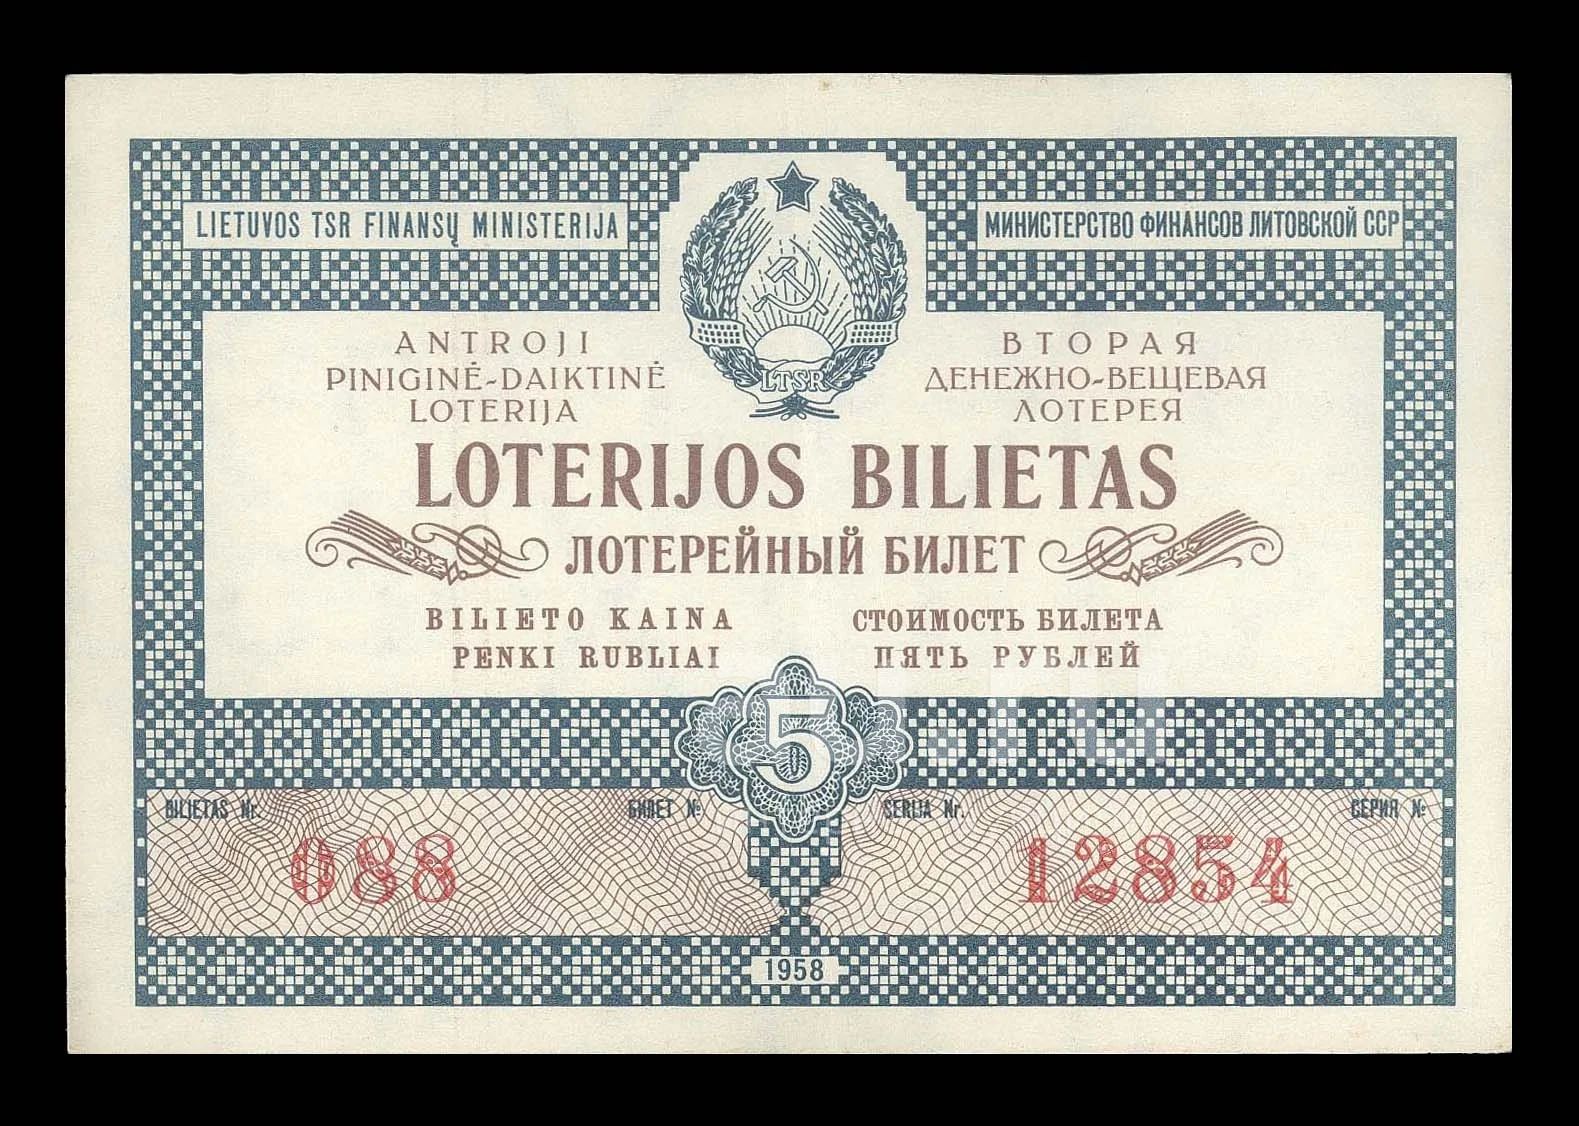 LIETUVOS TSR FINANSŲ MINISTERIJA
МИНИСТЕРСТВО ФИНАНСОВ ЛИТОВСКОЙ ССР
LTSR
ANTROJI
PINIGINĖ-DAIKTINĖ
LOTERIJA
ВТОРАЯ
ДЕНЕЖНО-ВЕЩЕВАЯ
ЛОТЕРЕЯ
LOTERIJOS BILIETAS
ЛОТЕРЕЙНЫЙ БИЛЕТ
BILIETO KAINA
PENKI RUBLIAI
СТОИМОСТЬ БИЛЕТА
ПЯТЬ РУБЛЕЙ
5
BILIETAS Nr.
БИЛЕТ №
088
SERIJA Nr.
СЕРИЯ №
12854
1958